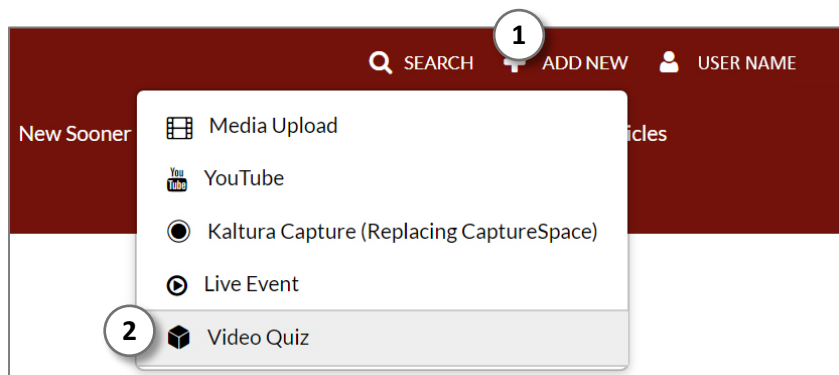 1
SEARCH ADD NEW USER NAME
New Sooner icles
Media Upload
You Tube YouTube
Kaltura Capture (Replacing CaptureSpace)
Live Event
2 Video Quiz